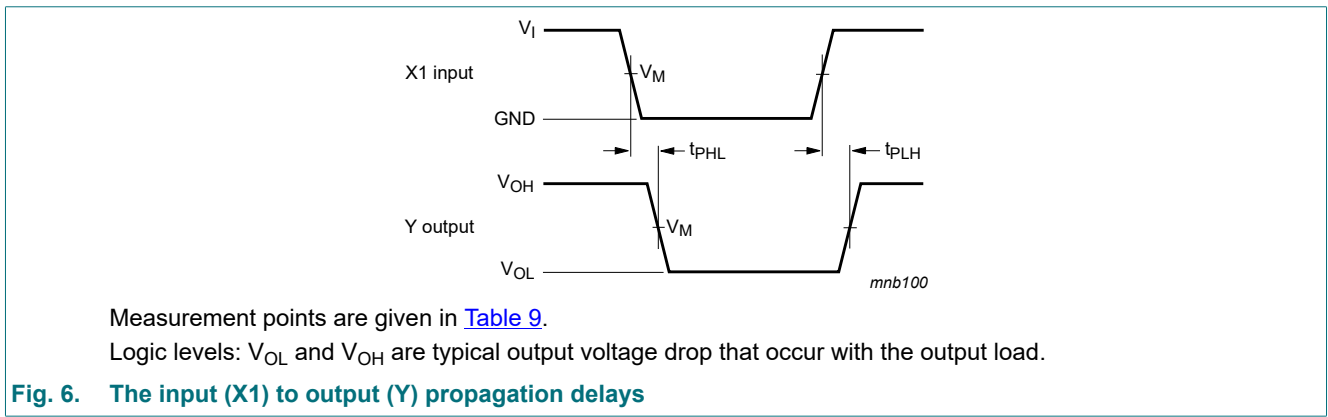 VI
X1 input
VM
GND
tPHL
tPLH
VOH
Y output
VM
VOL
mnb100
Measurement points are given in Table 9.
Logic levels: VOL and VOH are typical output voltage drop that occur with the output load.
Fig. 6. The input (X1) to output (Y) propagation delays